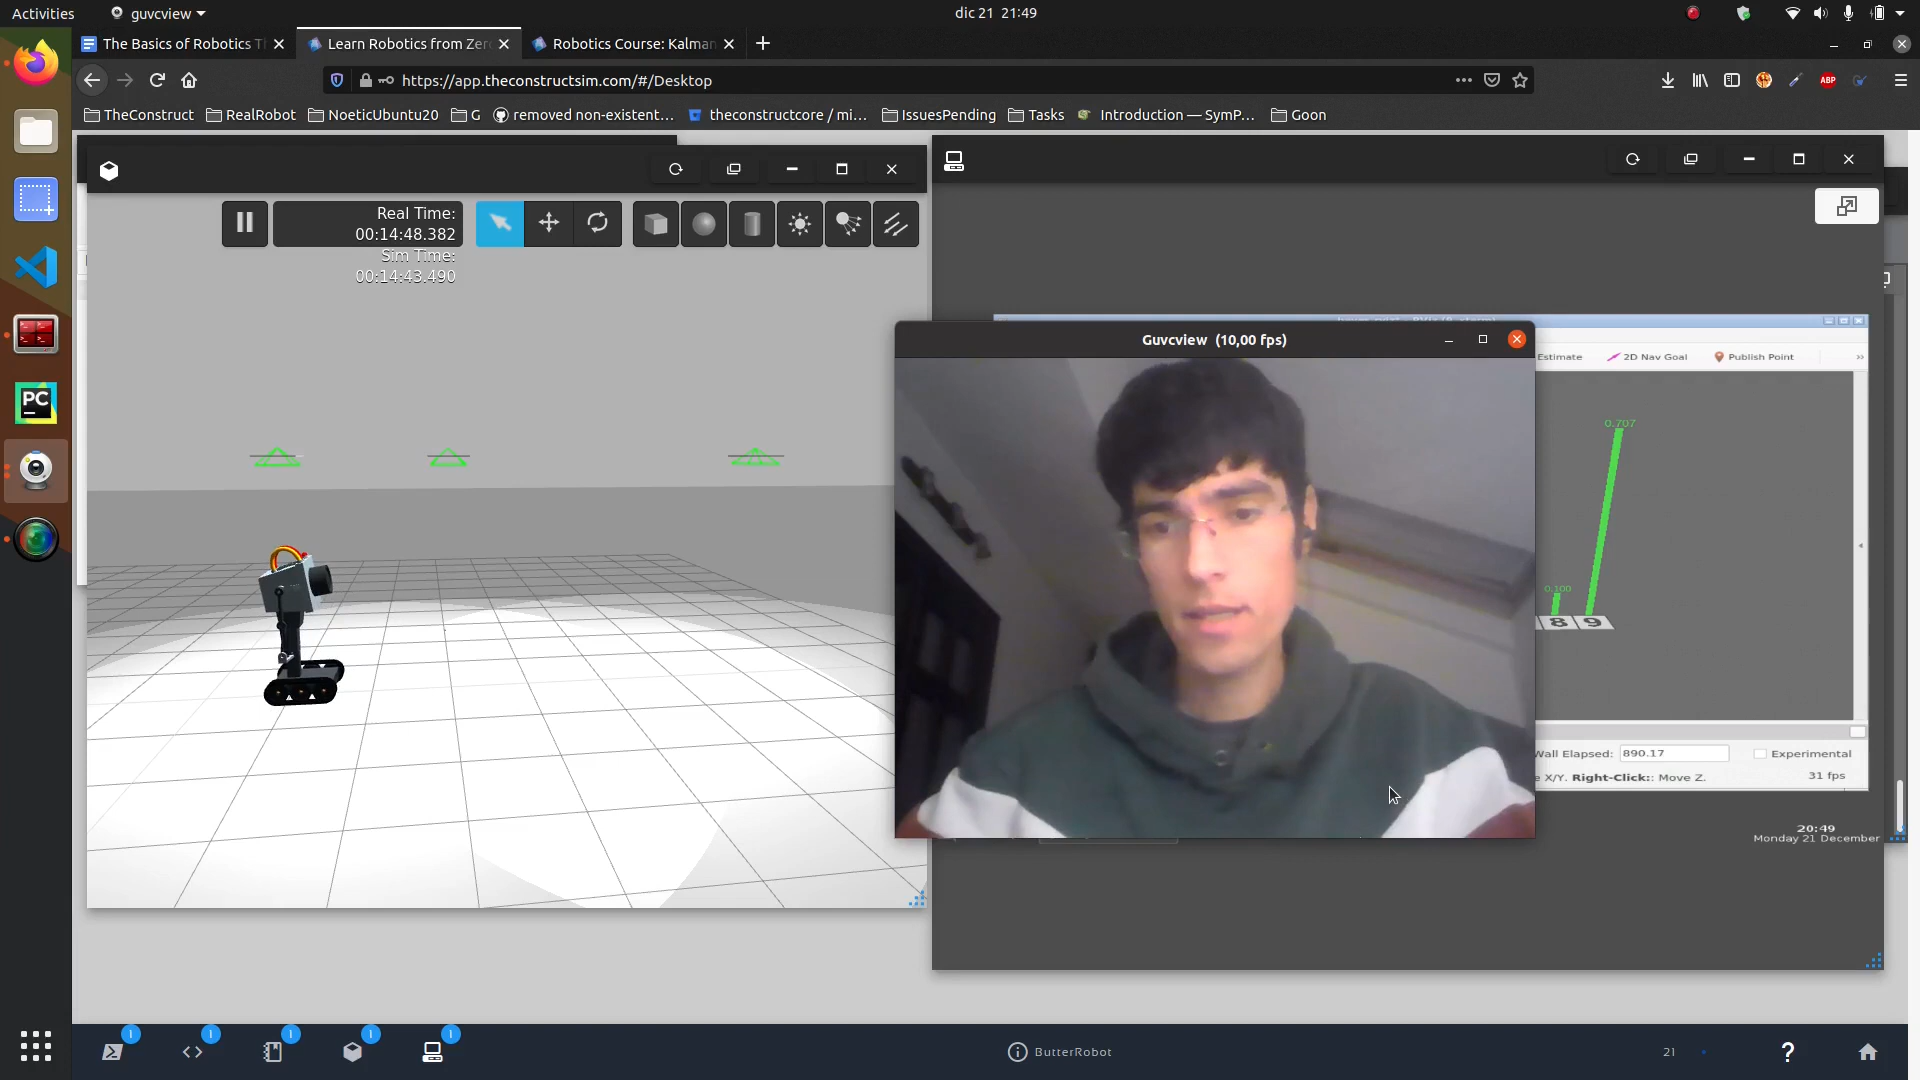 Activities
guvcview
dic 21 21:49
The Basics of Robotics T
Learn Robotics from Zer
Robotics Course: Kalman
https://app.theconstructsim.com/#/Desktop
ABP
TheConstruct
RealRobot
NoeticUbuntu20
G
removed non-existent...
theconstructcore / mi...
IssuesPending
Tasks
Introduction — SymP...
Goon
Real Time:
00:14:48.382
Sim Time:
00:14:43.490
Guvcview (10,00 fps)
Estimate
2D Nav Goal
Publish Point
0.707
0.100
8 9
Wall Elapsed:
890.17
Experimental
e X/Y. Right-Click:: Move Z.
31 fps
20:49
Monday 21 December
PC
ButterRobot
21
?